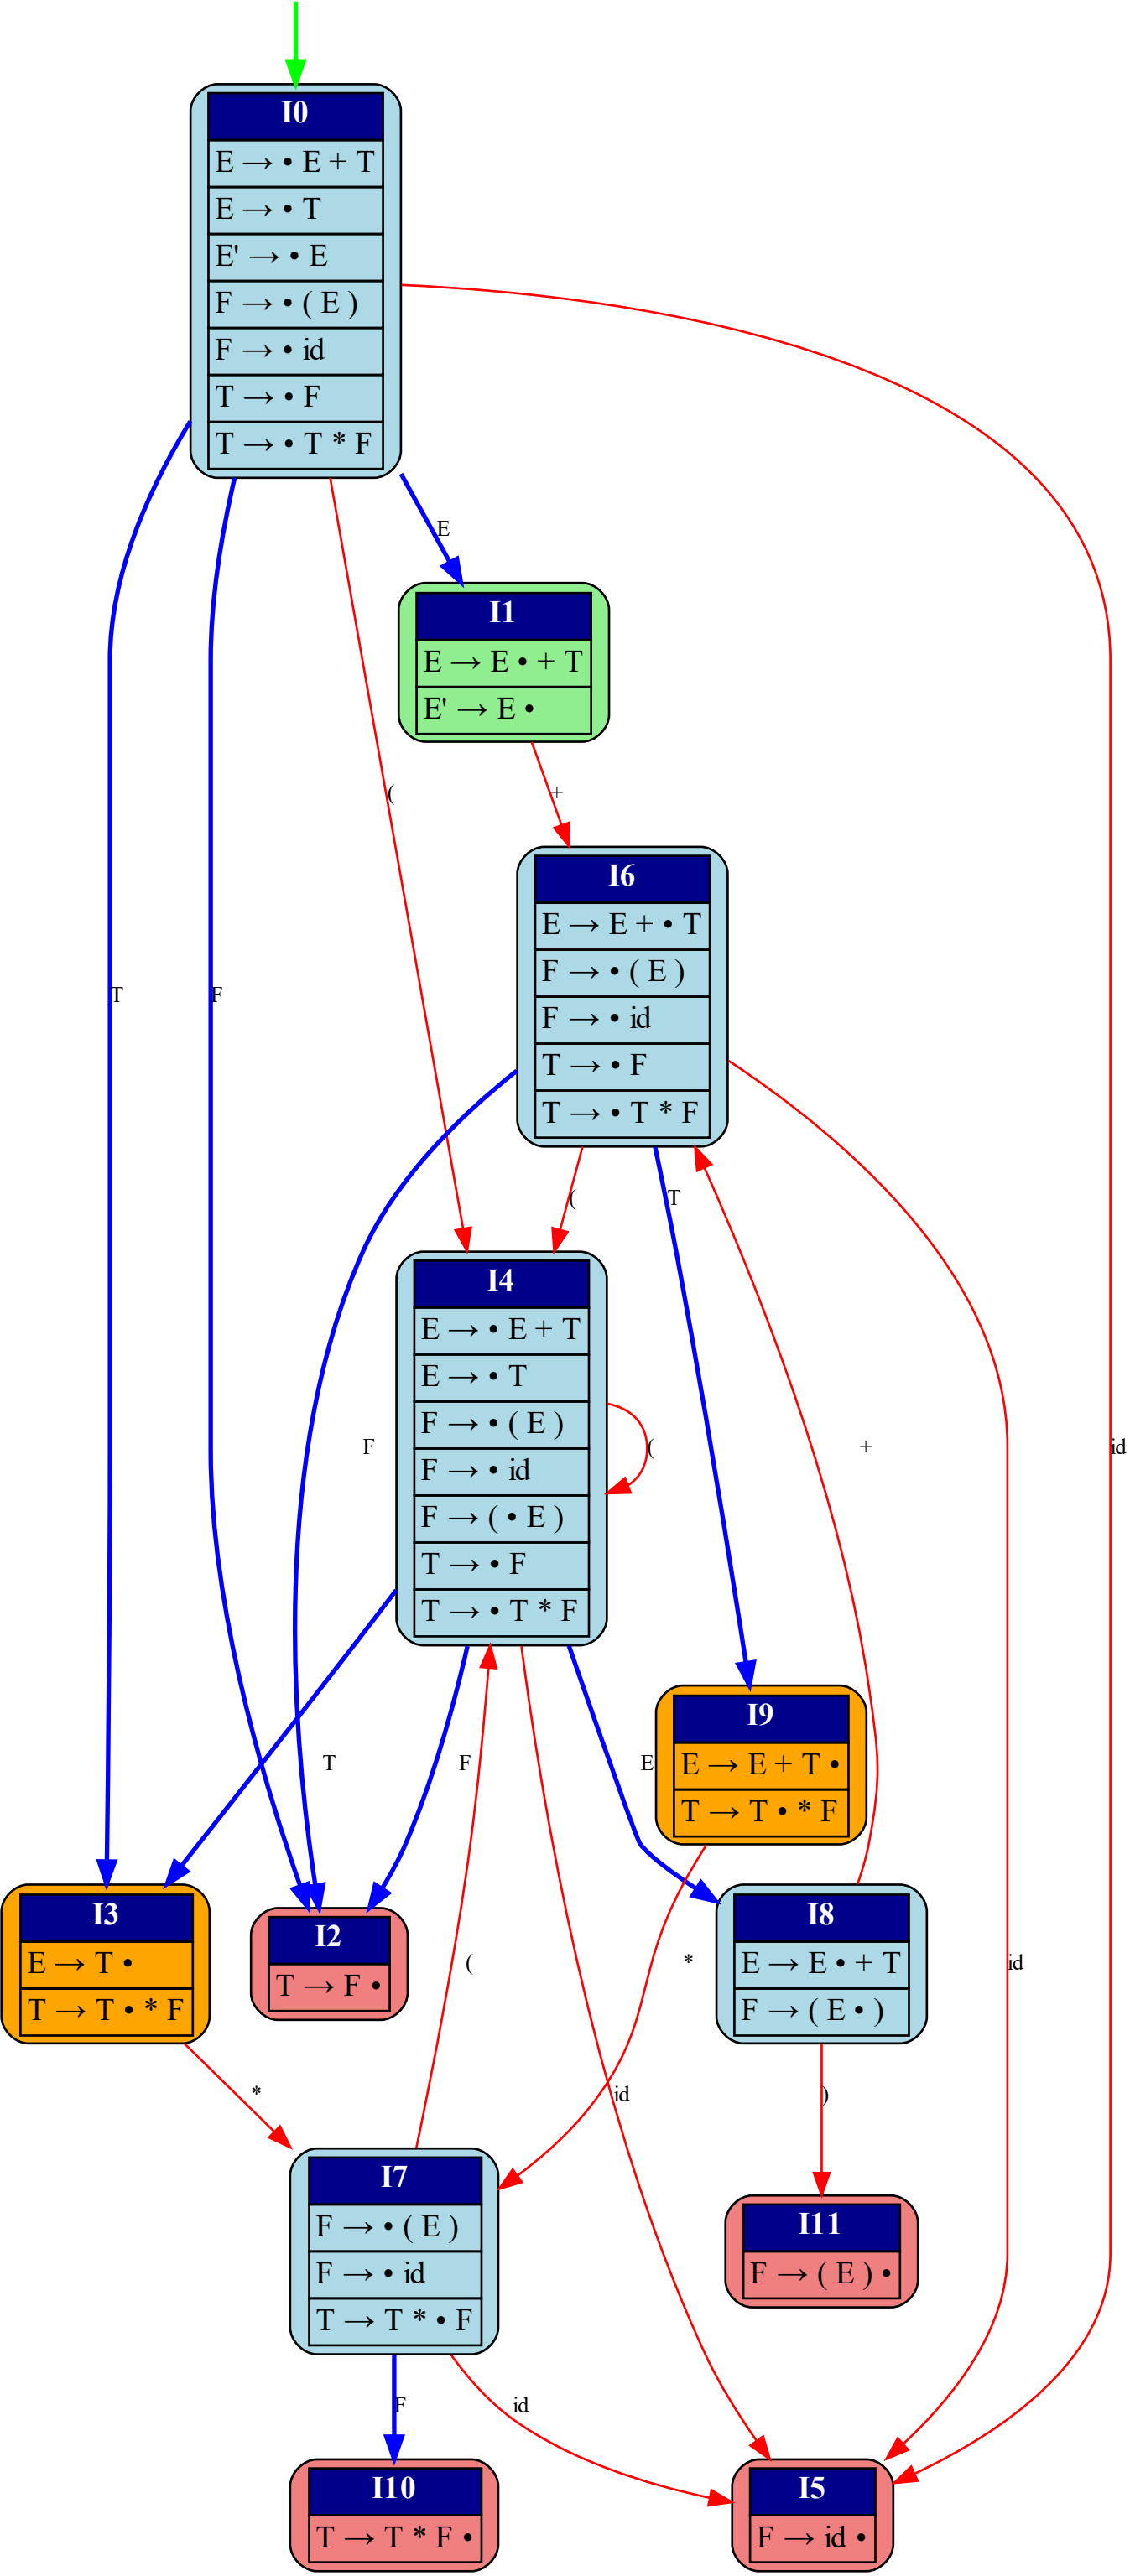 I0
E → • E + T
E → • T
E' → • E
F → • ( E )
F → • id
T → • F
T → • T * F
E
I1
E → E • + T
E' → E •
(
+
I6
E → E + • T
F → • ( E )
F → • id
T → • F
T → • T * F
T
F
(
T
I4
E → • E + T
E → • T
F → • ( E )
F → • id
F → ( • E )
T → • F
T → • T * F
F
(
+
id
I9
E → E + T •
T → T • * F
T
F
E
I3
E → T •
T → T • * F
I2
T → F •
(
*
I8
E → E • + T
F → ( E • )
id
*
id
)
I7
F → • ( E )
F → • id
T → T * • F
I11
F → ( E ) •
F
id
I10
T → T * F •
I5
F → id •